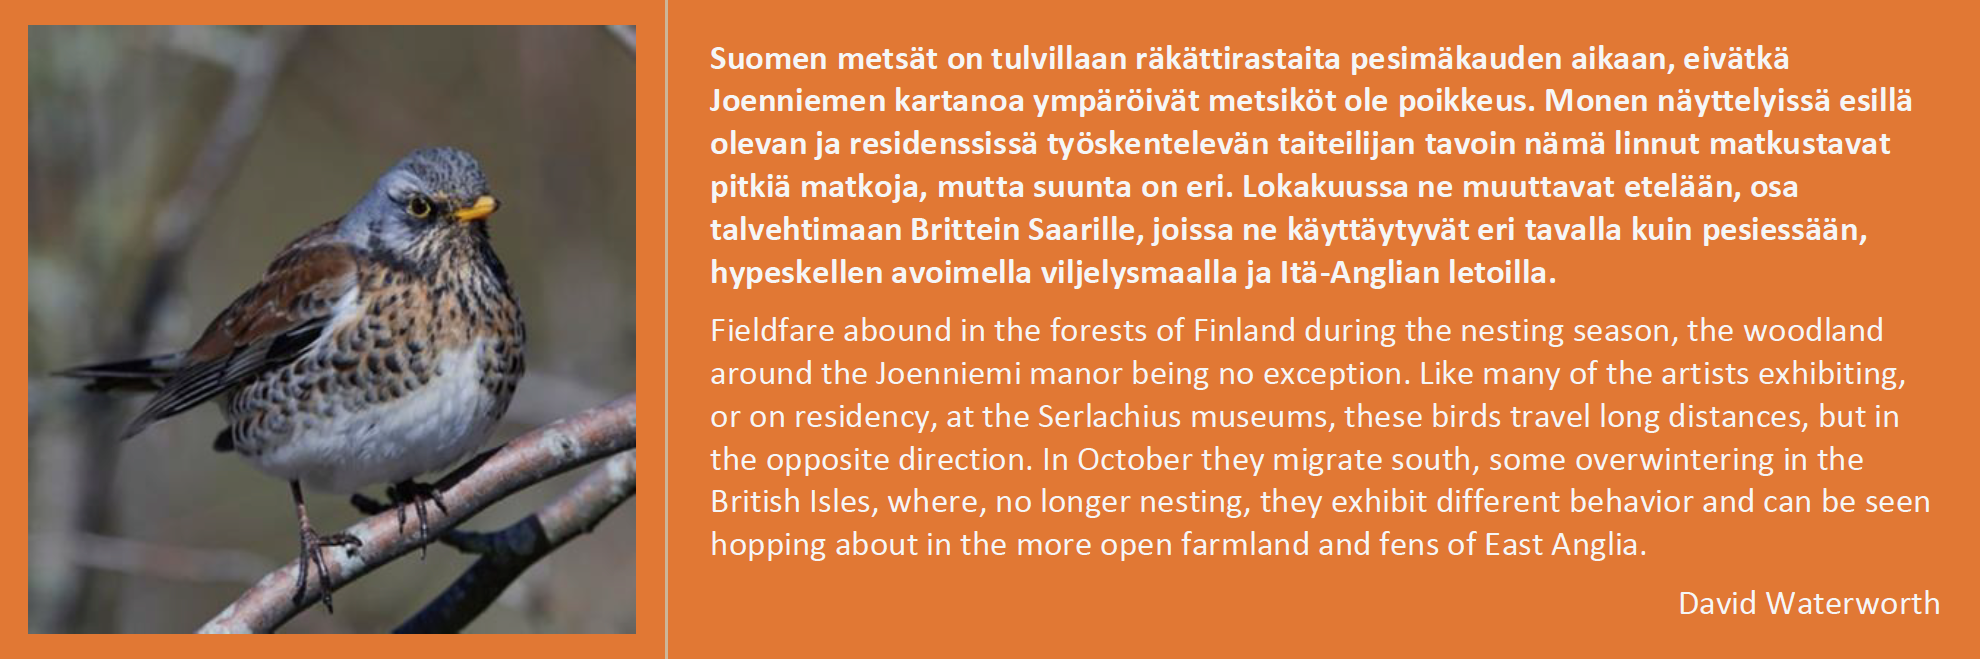 Suomen metsät on tulvillaan räkättirastaita pesimäkauden aikaan, eivätkä
Joenniemen kartanoa ympäröivät metsiköt ole poikkeus. Monen näyttelyissä esillä
olevan ja residenssissä työskentelevän taiteilijan tavoin nämä linnut matkustavat
pitkiä matkoja, mutta suunta on eri. Lokakuussa ne muuttavat etelään, osa
talvehtimaan Brittein Saarille, joissa ne käyttäytyvät eri tavalla kuin pesiessään,
hypeskellen avoimella viljelysmaalla ja Itä-Anglian letoilla.
Fieldfare abound in the forests of Finland during the nesting season, the woodland
around the Joenniemi manor being no exception. Like many of the artists exhibiting,
or on residency, at the Serlachius museums, these birds travel long distances, but in
the opposite direction. In October they migrate south, some overwintering in the
British Isles, where, no longer nesting, they exhibit different behavior and can be seen
hopping about in the more open farmland and fens of East Anglia.
David Waterworth